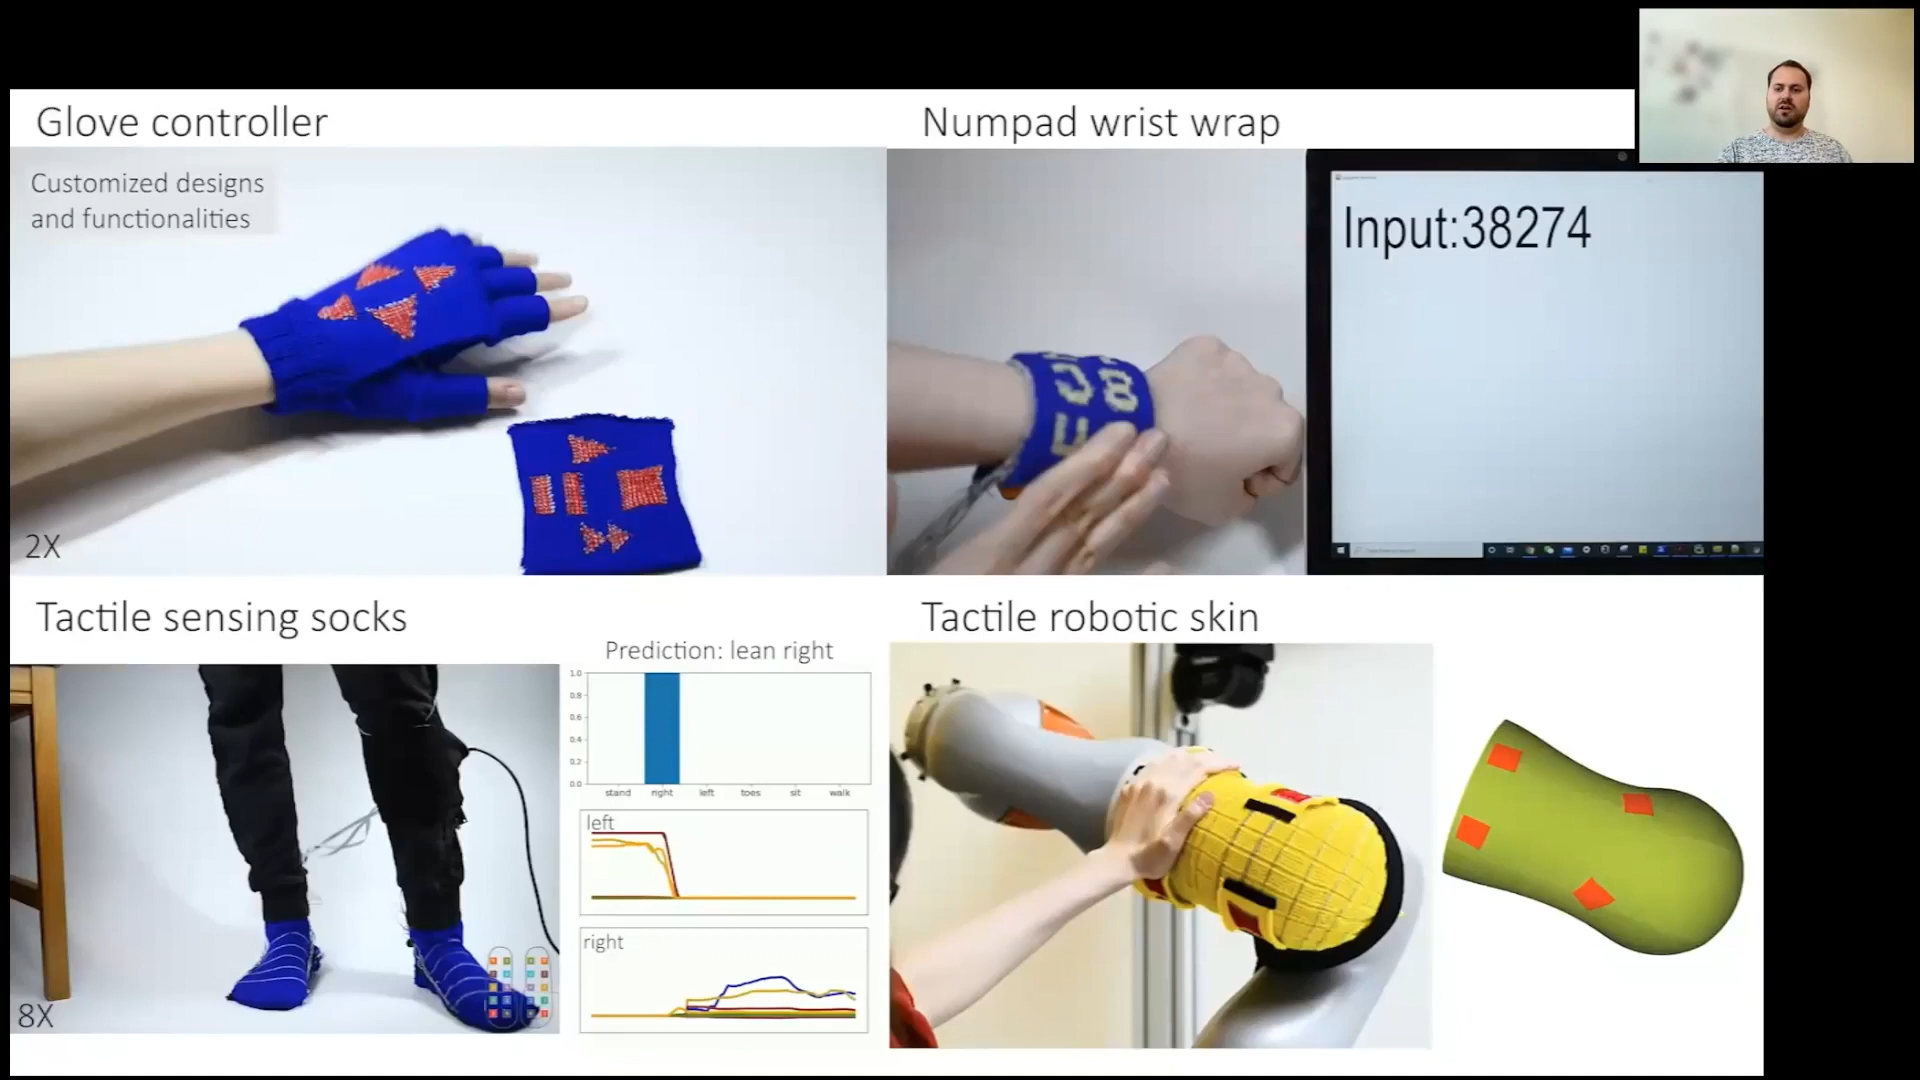 Glove controller
Customized designs
and functionalities
2X
Numpad wrist wrap
8
Input:38274
Tactile sensing socks
8X
Prediction: lean right
1.0
0.8
0.6
0.4
0.2
0.0
stand right left toes sit walk
left
right
Tactile robotic skin